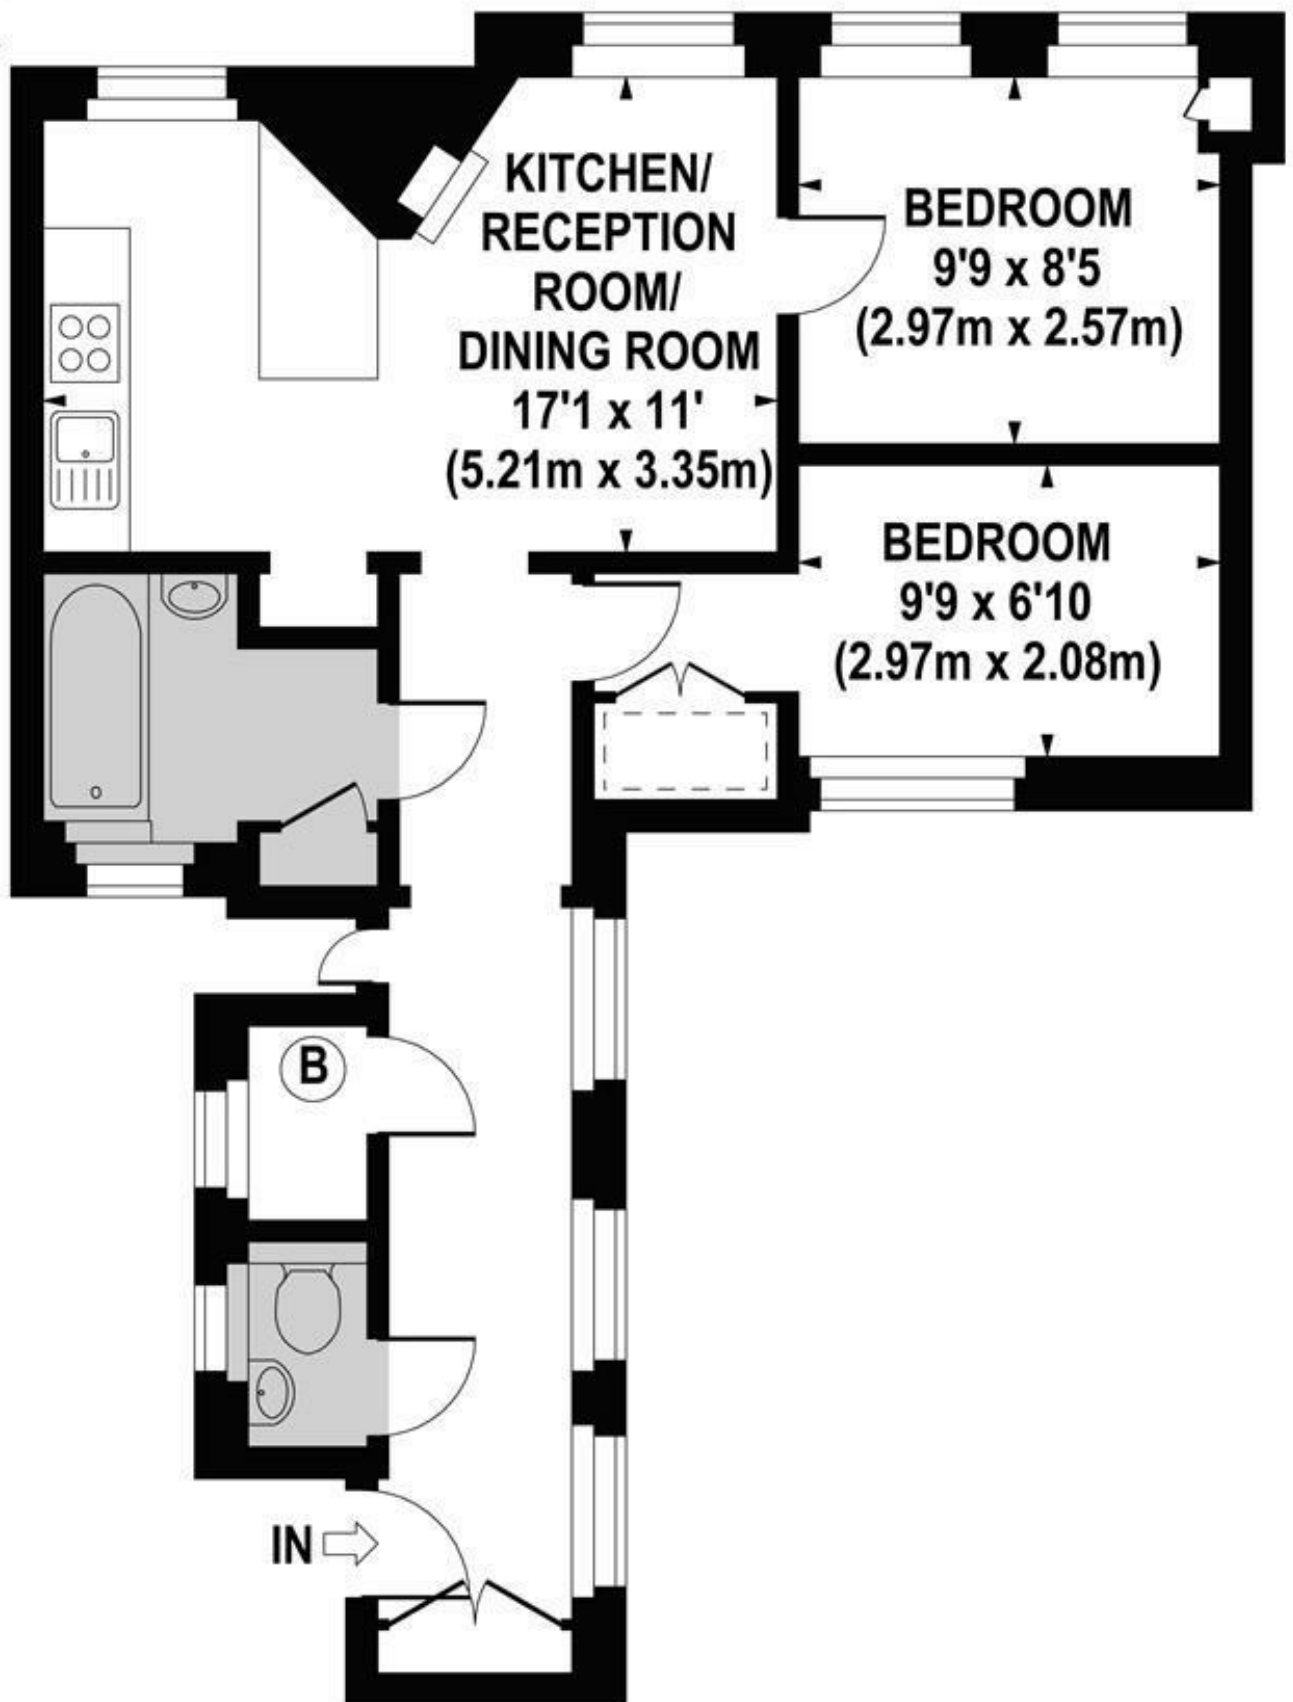 KITCHEN/
RECEPTION
ROOM/
DINING ROOM
17'1 x 11'
(5.21m x 3.35m)
BEDROOM
9'9 x 8'5
(2.97m x 2.57m)
BEDROOM
9'9 x 6'10
(2.97m x 2.08m)
B
IN